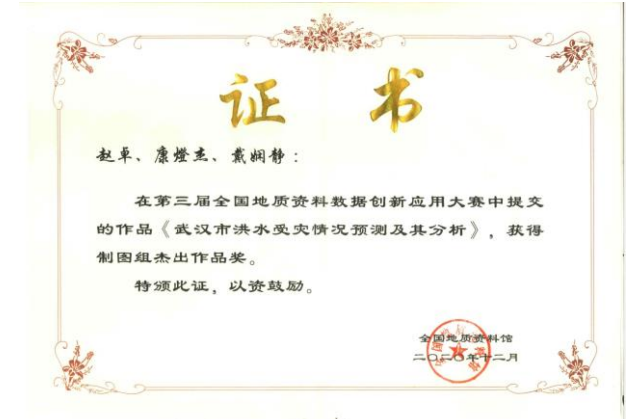 证书
赵卓、康燈杰、戴娴静：
在第三届全国地质资料数据创新应用大赛中提交
的作品《武汉市洪水受灾情况预测及其分析》，获得
制图组杰出作品奖。
特颁此证，以资鼓励。
全国地质资料馆
二〇二〇年十二月